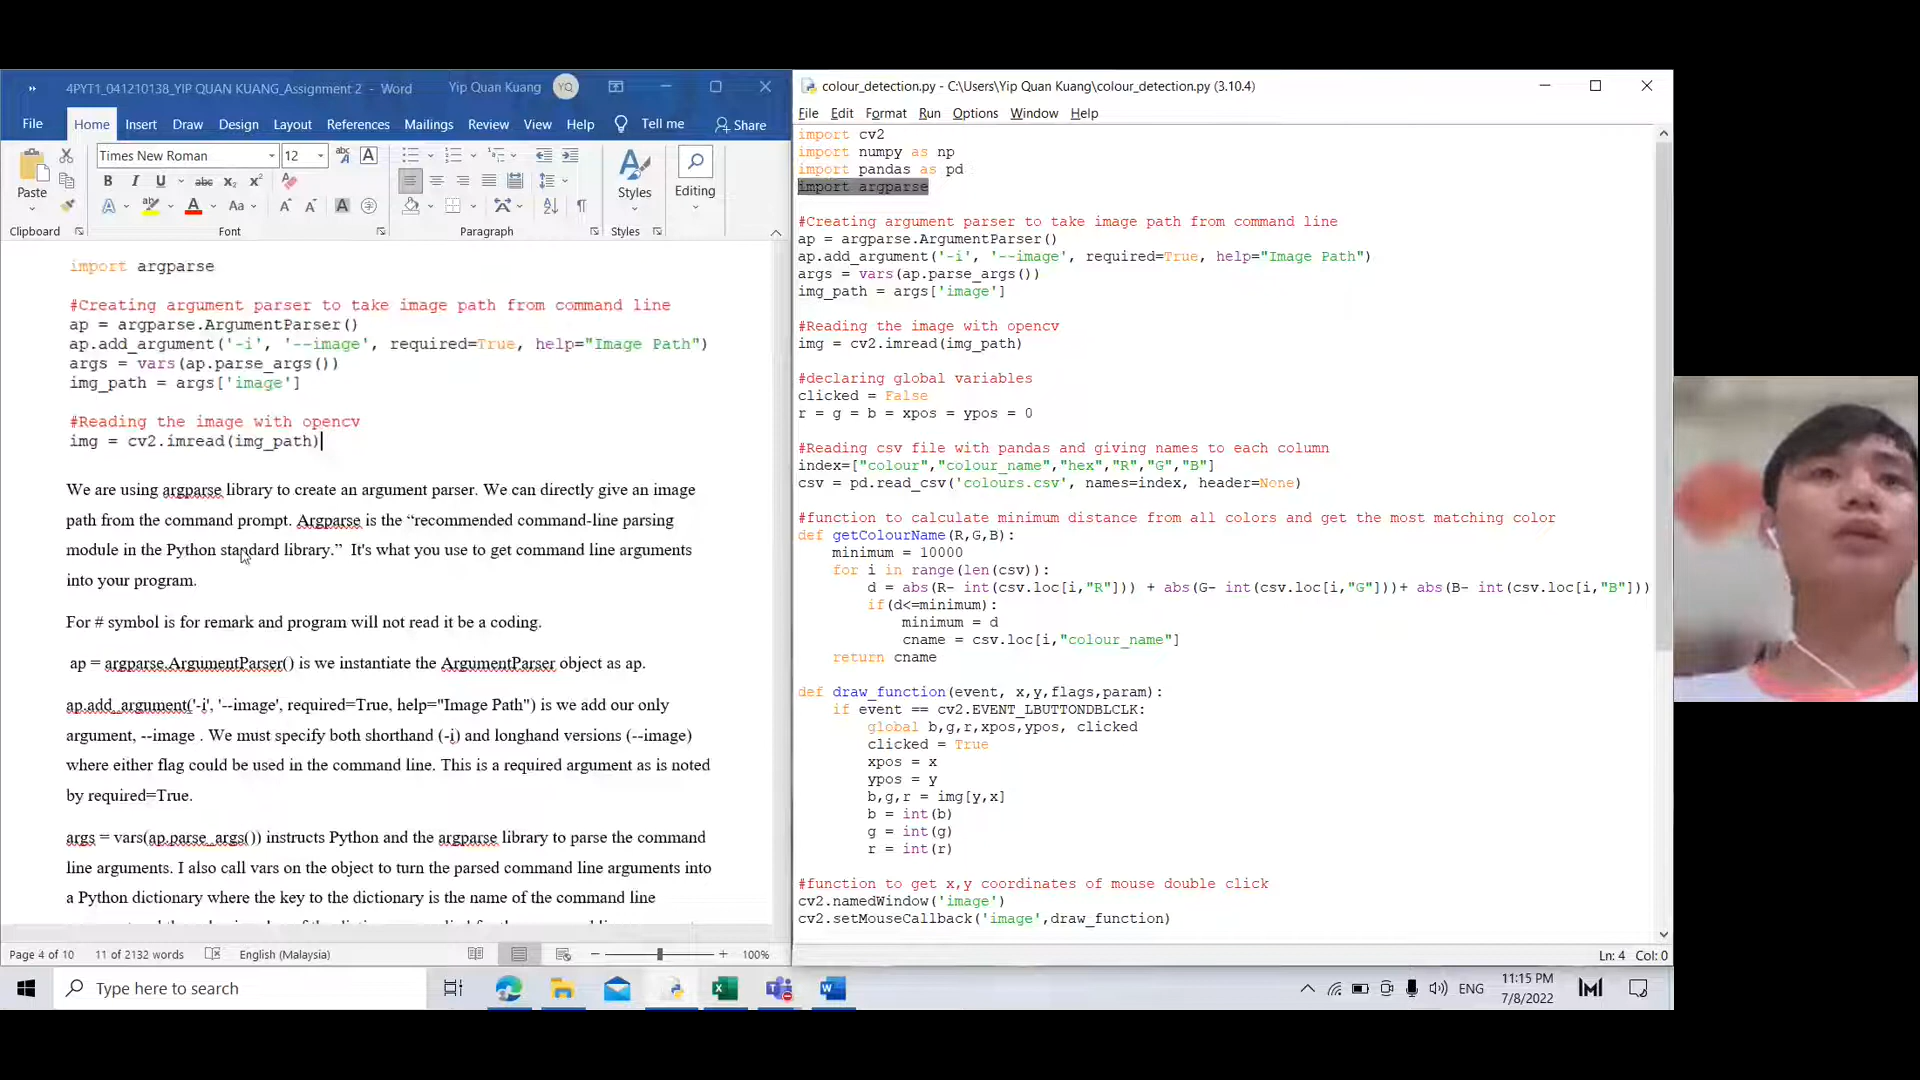 4PYT1_041210138_YIP QUAN KUANG_Assignment 2 - Word
Yip Quan Kuang
YQ
File
Home
Insert
Draw
Design
Layout
References
Mailings
Review
View
Help
Tell me
Share
Paste
Times New Roman
12
Styles
Editing
Clipboard
Font
Paragraph
Styles
import argparse
#Creating argument parser to take image path from command line
ap = argparse.ArgumentParser()
ap.add_argument('-i', '--image', required=True, help="Image Path")
args = vars(ap.parse_args())
img_path = args['image']
#Reading the image with opencv
img = cv2.imread(img_path)
We are using argparse library to create an argument parser. We can directly give an image
path from the command prompt. Argparse is the “recommended command-line parsing
module in the Python standard library.” It's what you use to get command line arguments
into your program.
For # symbol is for remark and program will not read it be a coding.
ap = argparse.ArgumentParser() is we instantiate the ArgumentParser object as ap.
ap.add_argument('-i', '--image', required=True, help="Image Path") is we add our only
argument, --image . We must specify both shorthand (-i) and longhand versions (--image)
where either flag could be used in the command line. This is a required argument as is noted
by required=True.
args = vars(ap.parse_args()) instructs Python and the argparse library to parse the command
line arguments. I also call vars on the object to turn the parsed command line arguments into
a Python dictionary where the key to the dictionary is the name of the command line
Page 4 of 10
11 of 2132 words
English (Malaysia)
100%
colour_detection.py - C:\Users\Yip Quan Kuang\colour_detection.py (3.10.4)
File Edit Format Run Options Window Help
import cv2
import numpy as np
import pandas as pd
import argparse
#Creating argument parser to take image path from command line
ap = argparse.ArgumentParser()
ap.add_argument('-i', '--image', required=True, help="Image Path")
args = vars(ap.parse_args())
img_path = args['image']
#Reading the image with opencv
img = cv2.imread(img_path)
#declaring global variables
clicked = False
r = g = b = xpos = ypos = 0
#Reading csv file with pandas and giving names to each column
index=["colour","colour_name","hex","R","G","B"]
csv = pd.read_csv('colours.csv', names=index, header=None)
#function to calculate minimum distance from all colors and get the most matching color
def getColourName(R,G,B):
minimum = 10000
for i in range(len(csv)):
d = abs(R- int(csv.loc[i,"R"])) + abs(G- int(csv.loc[i,"G"]))+ abs(B- int(csv.loc[i,"B"]))
if(d<=minimum):
minimum = d
cname = csv.loc[i,"colour_name"]
return cname
def draw_function(event, x,y,flags,param):
if event == cv2.EVENT_LBUTTONDBLCLK:
global b,g,r,xpos,ypos, clicked
clicked = True
xpos = x
ypos = y
b,g,r = img[y,x]
b = int(b)
g = int(g)
r = int(r)
#function to get x,y coordinates of mouse double click
cv2.namedWindow('image')
cv2.setMouseCallback('image',draw_function)
Ln: 4 Col: 0
Type here to search
ENG
11:15 PM
7/8/2022